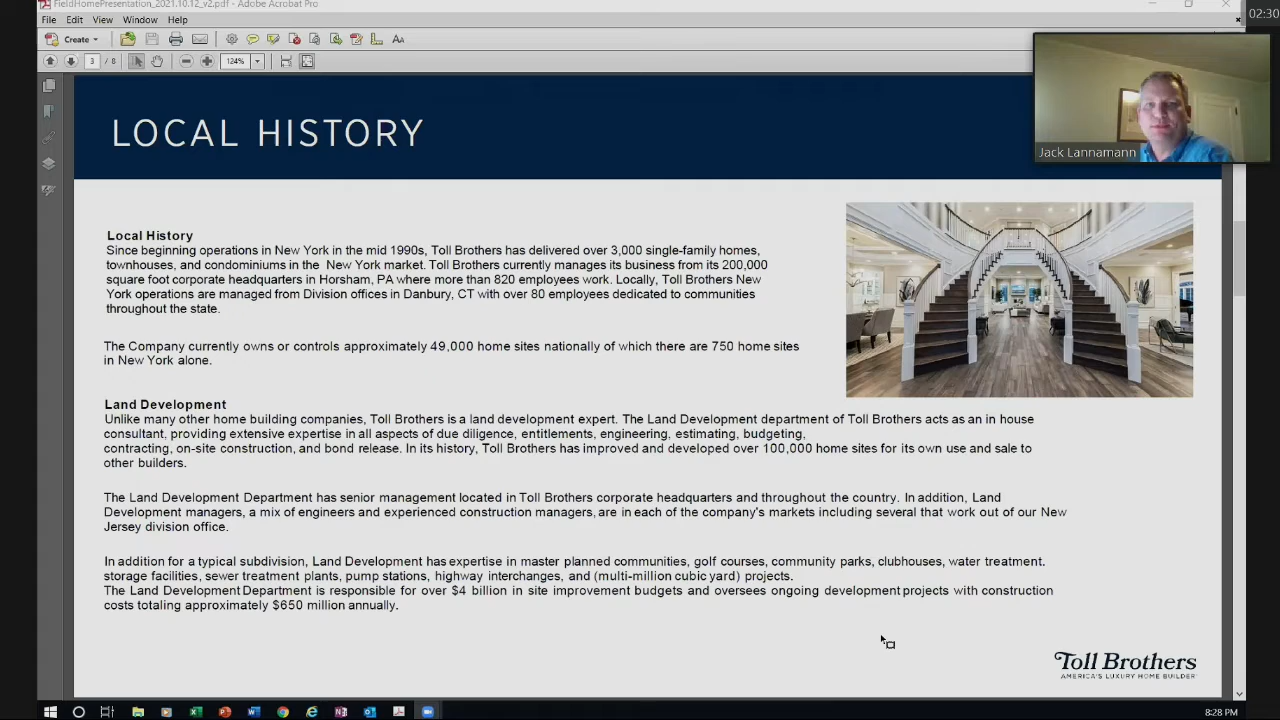 FieldHomePresentation_2021.10.12_v2.pdf - Adobe Acrobat Pro
02:30
File Edit View Window Help
Create
3 / 8 124%
Jack Lannamann
LOCAL HISTORY
Local History
Since beginning operations in New York in the mid 1990s, Toll Brothers has delivered over 3,000 single-family homes,
townhouses, and condominiums in the New York market. Toll Brothers currently manages its business from its 200,000
square foot corporate headquarters in Horsham, PA where more than 820 employees work. Locally, Toll Brothers New
York operations are managed from Division offices in Danbury, CT with over 80 employees dedicated to communities
throughout the state.
The Company currently owns or controls approximately 49,000 home sites nationally of which there are 750 home sites
in New York alone.
Land Development
Unlike many other home building companies, Toll Brothers is a land development expert. The Land Development department of Toll Brothers acts as an in house
consultant, providing extensive expertise in all aspects of due diligence, entitlements, engineering, estimating, budgeting,
contracting, on-site construction, and bond release. In its history, Toll Brothers has improved and developed over 100,000 home sites for its own use and sale to
other builders.
The Land Development Department has senior management located in Toll Brothers corporate headquarters and throughout the country. In addition, Land
Development managers, a mix of engineers and experienced construction managers, are in each of the company's markets including several that work out of our New
Jersey division office.
In addition for a typical subdivision, Land Development has expertise in master planned communities, golf courses, community parks, clubhouses, water treatment.
storage facilities, sewer treatment plants, pump stations, highway interchanges, and (multi-million cubic yard) projects.
The Land Development Department is responsible for over $4 billion in site improvement budgets and oversees ongoing development projects with construction
costs totaling approximately $650 million annually.
Toll Brothers
AMERICA'S LUXURY HOME BUILDER
8:28 PM